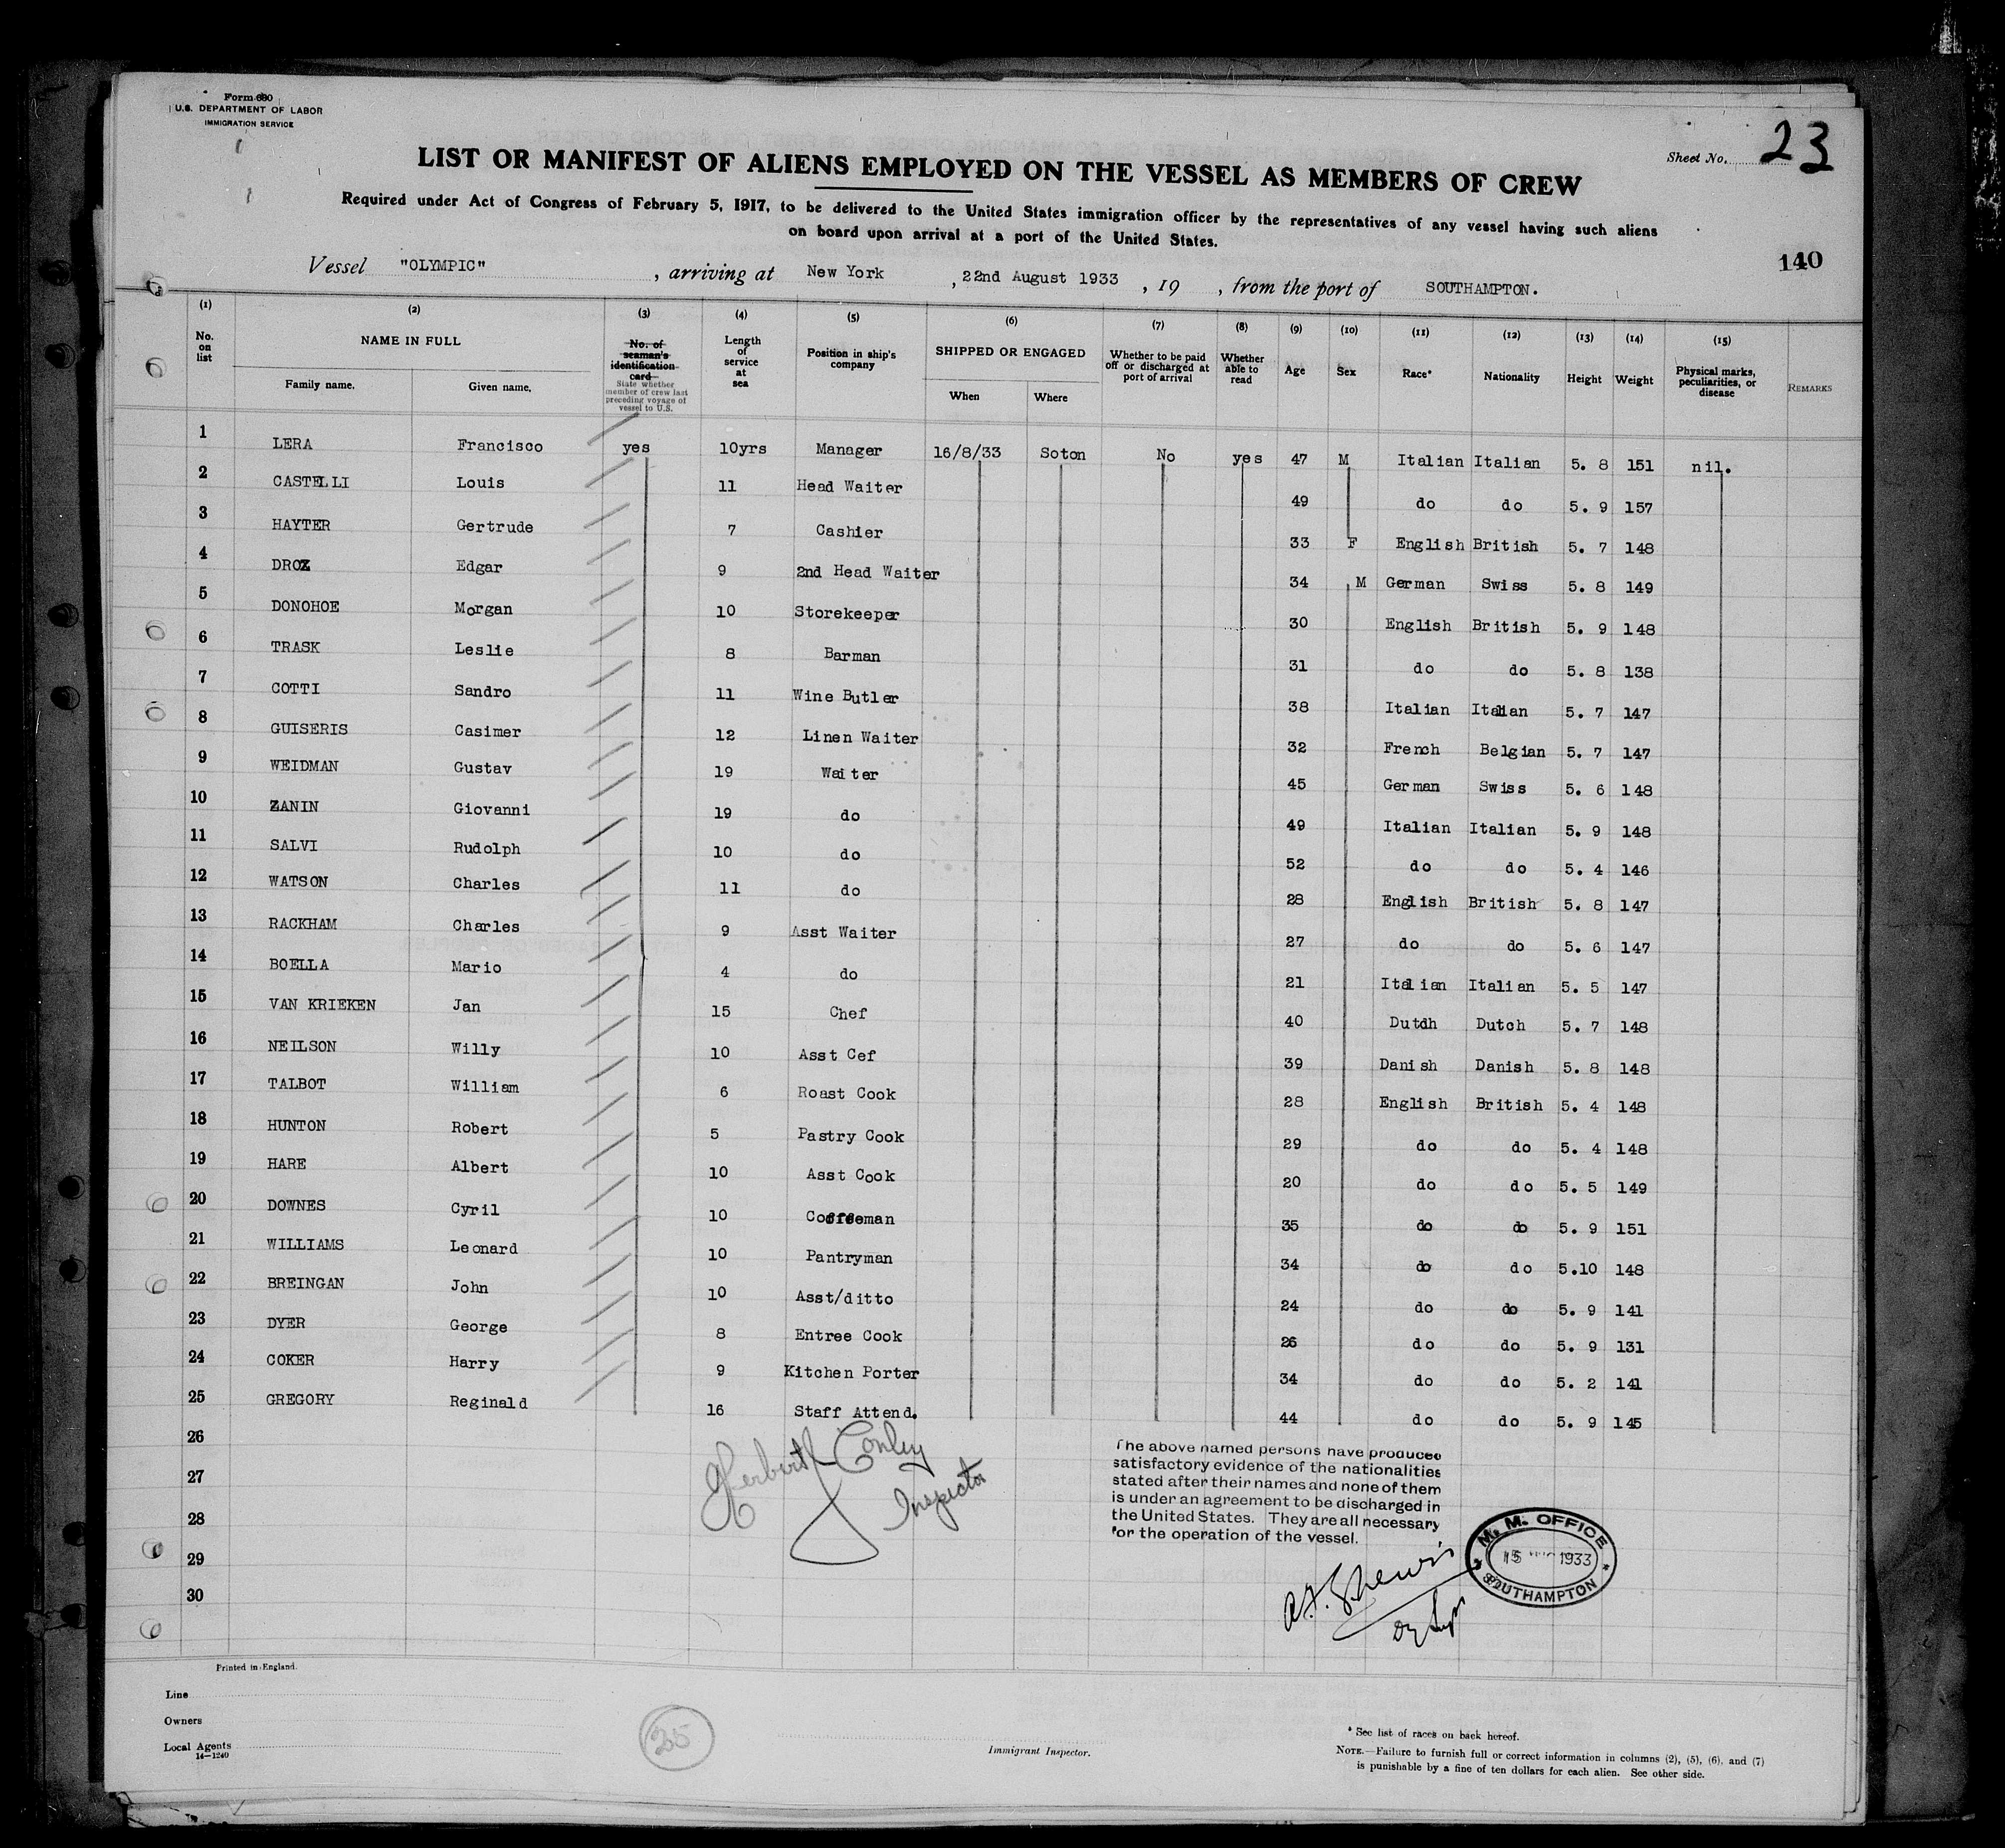 Form 680
U.S. DEPARTMENT OF LABOR
IMMIGRATION SERVICE
Sheet No. 23
LIST OR MANIFEST OF ALIENS EMPLOYED ON THE VESSEL AS MEMBERS OF CREW
Required under Act of Congress of February 5, 1917, to be delivered to the United States immigration officer by the representatives of any vessel having such aliens
on board upon arrival at a port of the United States.
140
Vessel "OLYMPIC", arriving at New York, 22nd August 1933, 19 , from the port of SOUTHAMPTON.
(1) (2) (3) (4) (5) (6) (7) (8) (9) (10) (11) (12) (13) (14) (15)
No. on list
NAME IN FULL
Family name. Given name.
No. of seaman's identification card
State whether member of crew last preceding voyage of vessel to U.S.
Length of service at sea
Position in ship's company
SHIPPED OR ENGAGED
When Where
Whether to be paid off or discharged at port of arrival
Whether able to read
Age
Sex
Race*
Nationality
Height
Weight
Physical marks, peculiarities, or disease
REMARKS
1 LERA Francisco yes 10yrs Manager 16/8/33 Soton No yes 47 M Italian Italian 5. 8 151 nil.
2 CASTELLI Louis 11 Head Waiter 49 do do 5. 9 157
3 HAYTER Gertrude 7 Cashier 33 F English British 5. 7 148
4 DROZ Edgar 9 2nd Head Waiter 34 M German Swiss 5. 8 149
5 DONOHOE Morgan 10 Storekeeper 30 English British 5. 9 148
6 TRASK Leslie 8 Barman 31 do do 5. 8 138
7 COTTI Sandro 11 Wine Butler 38 Italian Italian 5. 7 147
8 GUISERIS Casimer 12 Linen Waiter 32 French Belgian 5. 7 147
9 WEIDMAN Gustav 19 Waiter 45 German Swiss 5. 6 148
10 ZANIN Giovanni 19 do 49 Italian Italian 5. 9 148
11 SALVI Rudolph 10 do 52 do do 5. 4 146
12 WATSON Charles 11 do 28 English British 5. 8 147
13 RACKHAM Charles 9 Asst Waiter 27 do do 5. 6 147
14 BOELLA Mario 4 do 21 Italian Italian 5. 5 147
15 VAN KRIEKEN Jan 15 Chef 40 Dutdh Dutch 5. 7 148
16 NEILSON Willy 10 Asst Cef 39 Danish Danish 5. 8 148
17 TALBOT William 6 Roast Cook 28 English British 5. 4 148
18 HUNTON Robert 5 Pastry Cook 29 do do 5. 4 148
19 HARE Albert 10 Asst Cook 20 do do 5. 5 149
20 DOWNES Cyril 10 Coffeeman 35 do do 5. 9 151
21 WILLIAMS Leonard 10 Pantryman 34 do do 5.10 148
22 BREINGAN John 10 Asst/ditto 24 do do 5. 9 141
23 DYER George 8 Entree Cook 26 do do 5. 9 131
24 COKER Harry 9 Kitchen Porter 34 do do 5. 2 141
25 GREGORY Reginald 16 Staff Attend. 44 do do 5. 9 145
26
27
28
29
30
Herbert Conley
Inspector
The above named persons have produced
satisfactory evidence of the nationalities
stated after their names and none of them
is under an agreement to be discharged in
the United States. They are all necessary
for the operation of the vessel.
M. M. OFFICE
15 1933
SOUTHAMPTON
Printed in England.
Line
Owners
Local Agents
14—1240
25
Immigrant Inspector.
* See list of races on back hereof.
NOTE.—Failure to furnish full or correct information in columns (2), (5), (6), and (7)
is punishable by a fine of ten dollars for each alien. See other side.